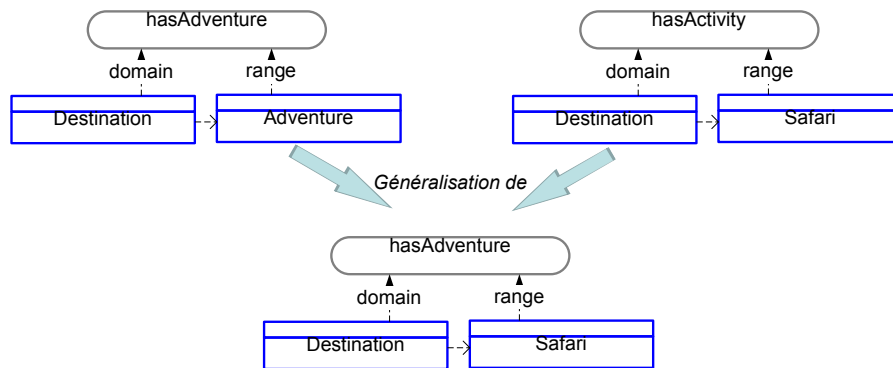 hasAdventure
domain
range
Destination
Adventure
hasActivity
domain
range
Destination
Safari
Généralisation de
hasAdventure
domain
range
Destination
Safari